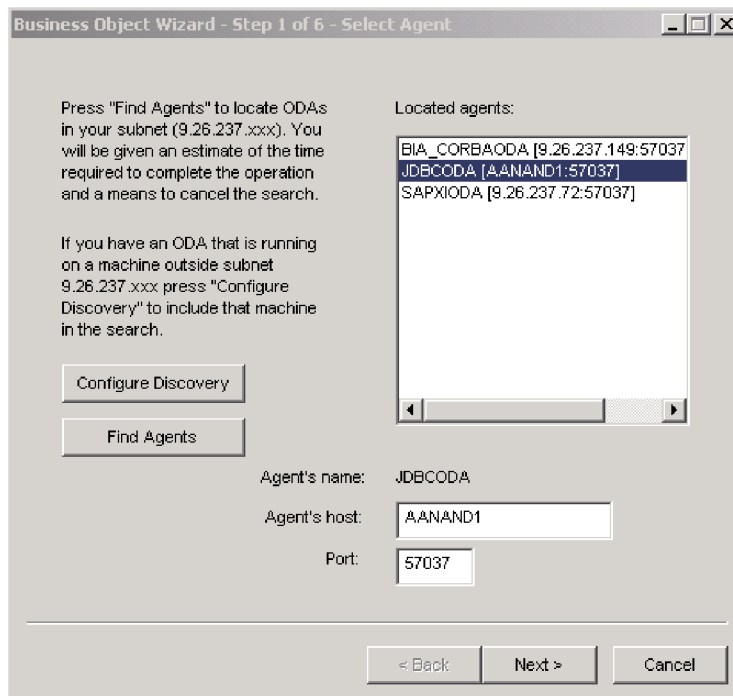 Business Object Wizard - Step 1 of 6 - Select Agent
Press "Find Agents" to locate ODAs
in your subnet (9.26.237.xxx). You
will be given an estimate of the time
required to complete the operation
and a means to cancel the search.
If you have an ODA that is running
on a machine outside subnet
9.26.237.xxx press "Configure
Discovery" to include that machine
in the search.
Configure Discovery
Find Agents
Located agents:
BIA_CORBAODA [9.26.237.149:57037
JDBCODA [AANAND1:57037]
SAPXIODA [9.26.237.72:57037]
Agent's name: JDBCODA
Agent's host: AANAND1
Port: 57037
< Back Next > Cancel